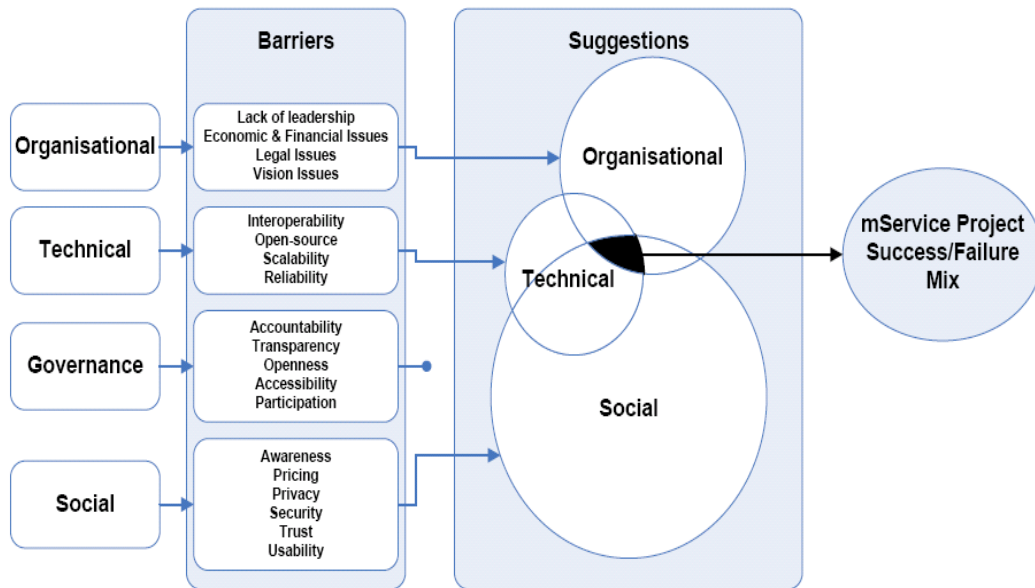 Barriers
Suggestions
Organisational
Lack of leadership
Economic & Financial Issues
Legal Issues
Vision Issues
Organisational
Technical
Interoperability
Open-source
Scalability
Reliability
Technical
mService Project
Success/Failure
Mix
Governance
Accountability
Transparency
Openness
Accessibility
Participation
Social
Social
Awareness
Pricing
Privacy
Security
Trust
Usability